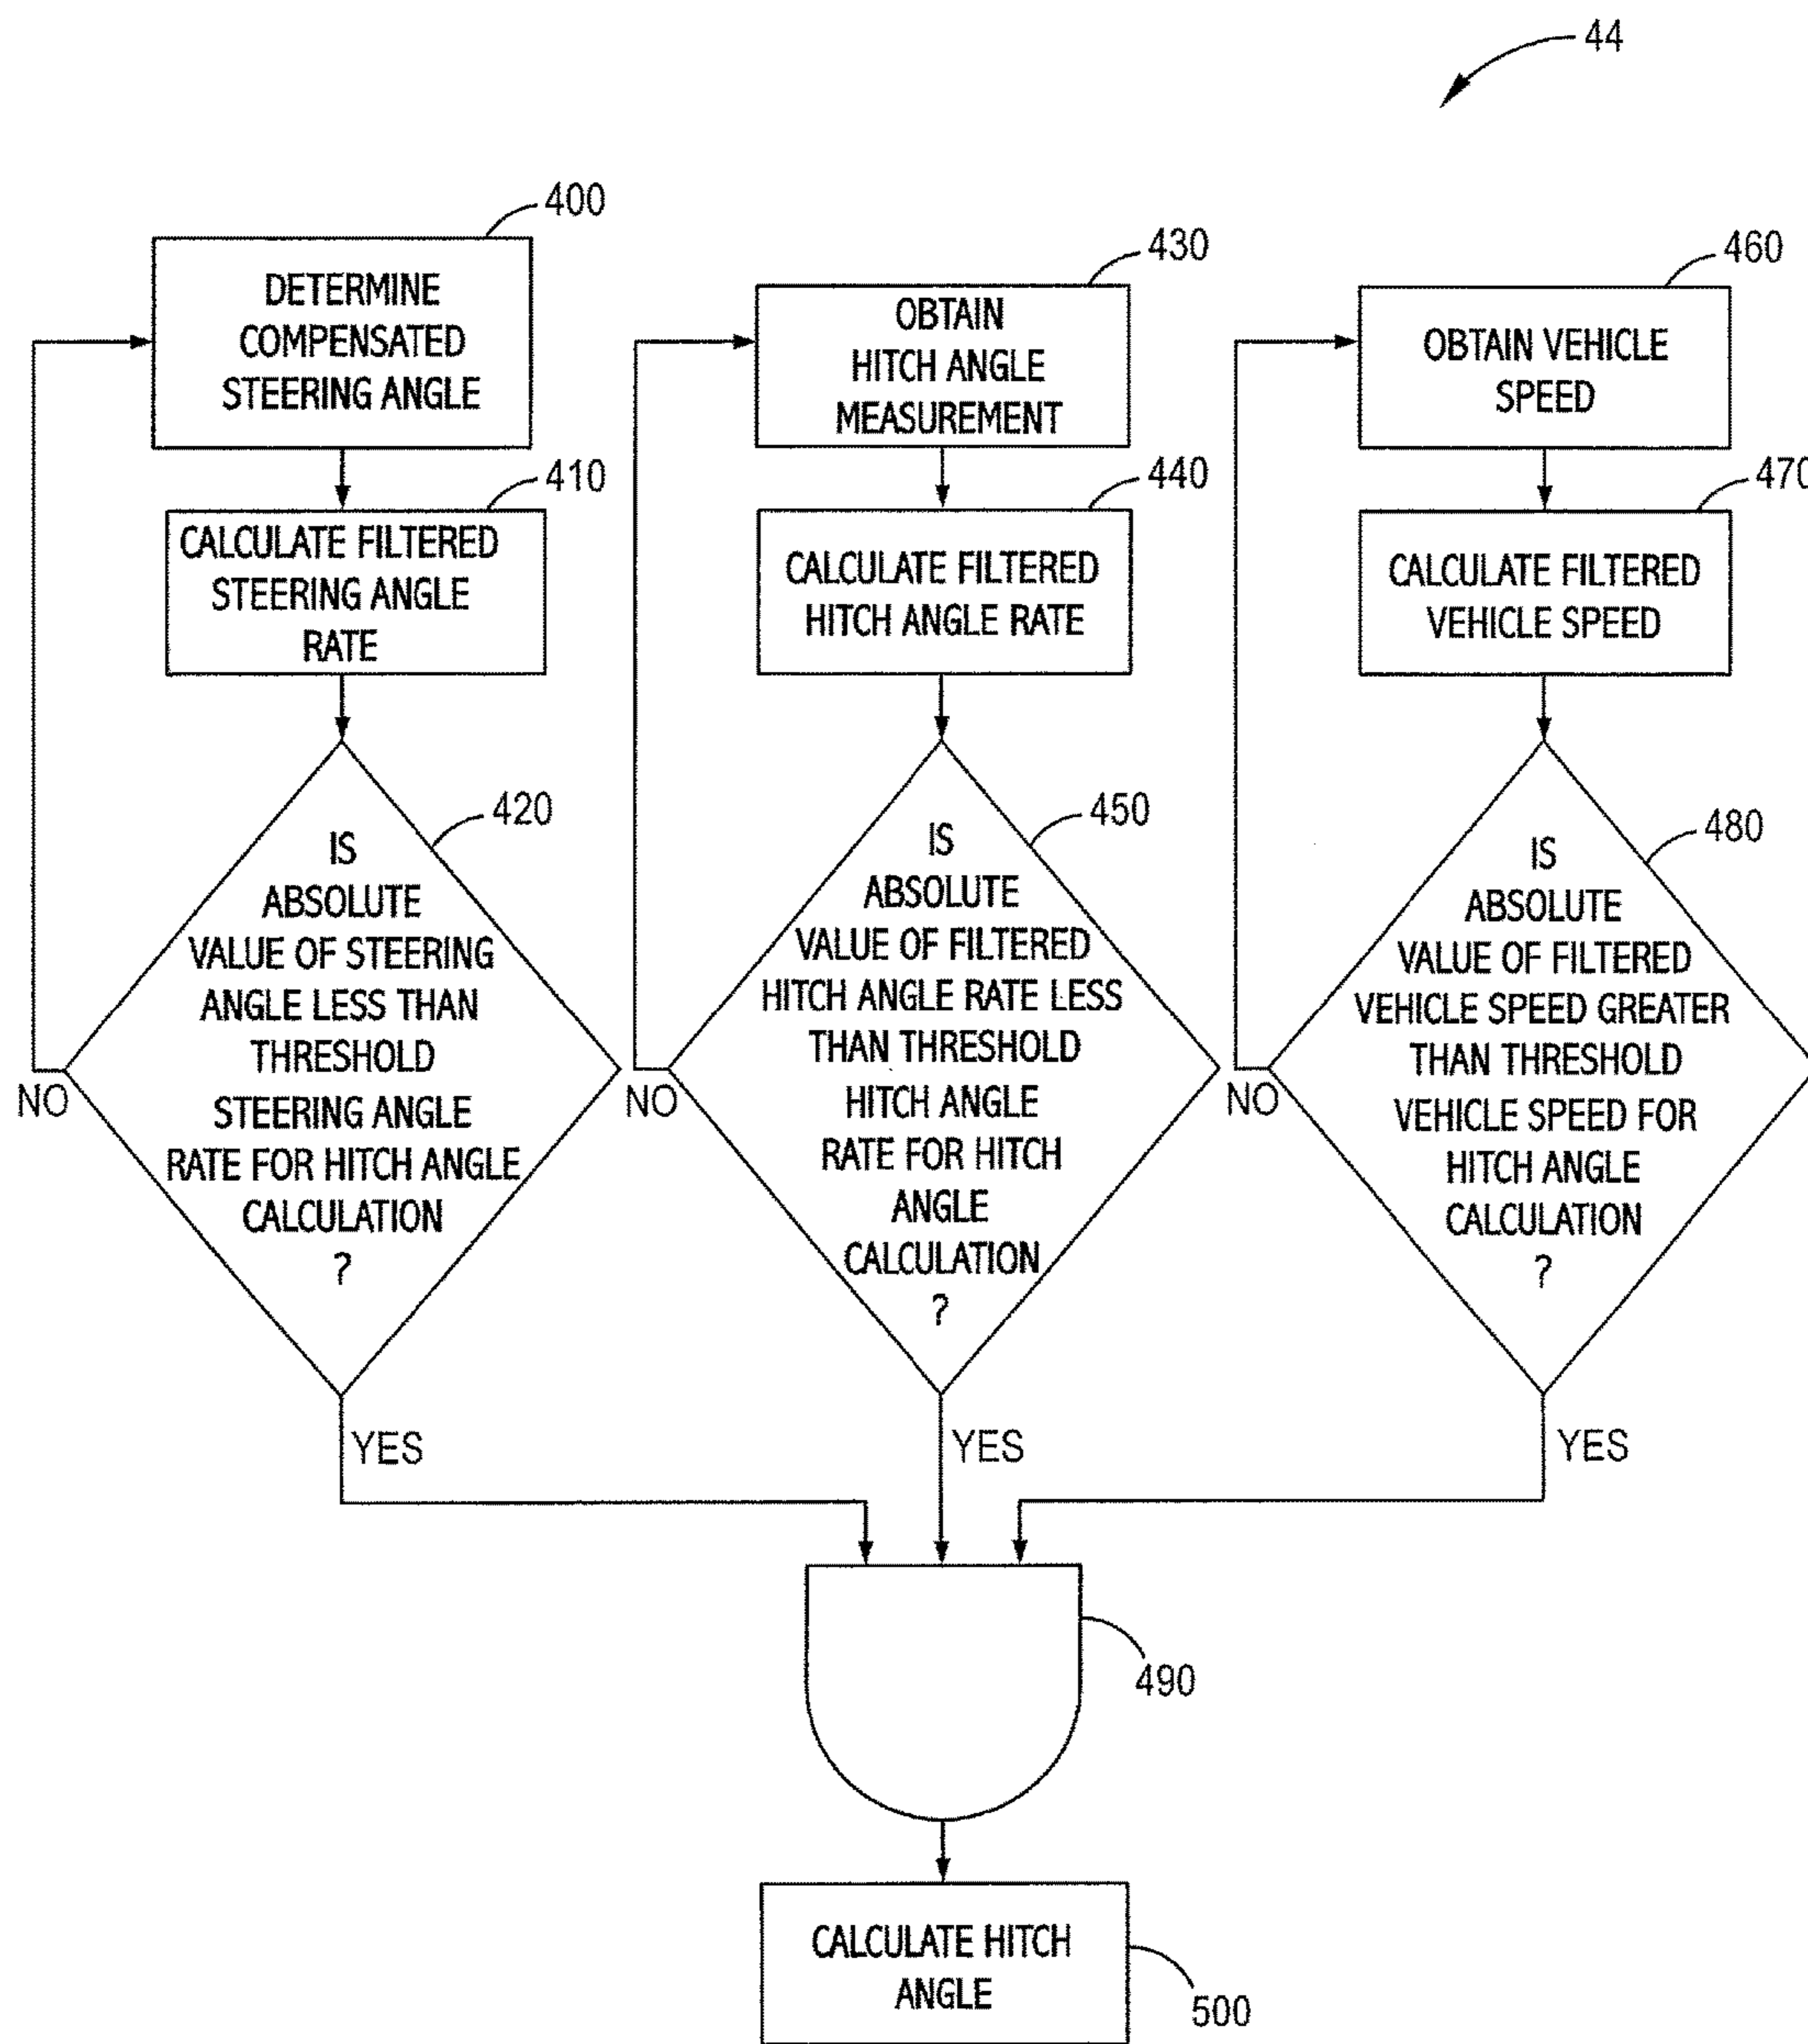 44
400
DETERMINE
COMPENSATED
STEERING ANGLE
430
OBTAIN
HITCH ANGLE
MEASUREMENT
460
OBTAIN VEHICLE
SPEED
410
CALCULATE FILTERED
STEERING ANGLE
RATE
440
CALCULATE FILTERED
HITCH ANGLE RATE
470
CALCULATE FILTERED
VEHICLE SPEED
420
IS
ABSOLUTE
VALUE OF STEERING
ANGLE LESS THAN
THRESHOLD
STEERING ANGLE
RATE FOR HITCH ANGLE
CALCULATION
?
NO
YES
450
IS
ABSOLUTE
VALUE OF FILTERED
HITCH ANGLE RATE LESS
THAN THRESHOLD
HITCH ANGLE
RATE FOR HITCH
ANGLE
CALCULATION
?
NO
YES
480
IS
ABSOLUTE
VALUE OF FILTERED
VEHICLE SPEED GREATER
THAN THRESHOLD
VEHICLE SPEED FOR
HITCH ANGLE
CALCULATION
?
NO
YES
490
CALCULATE HITCH
ANGLE
500